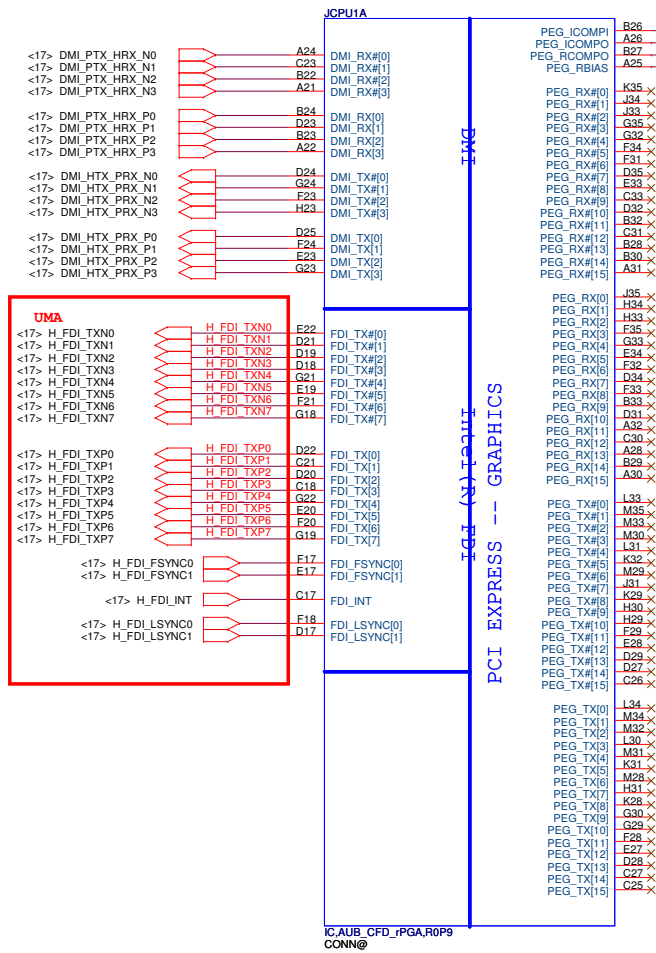 JCPU1A
<17> DMI_PTX_HRX_N0 A24 DMI_RX#[0]
<17> DMI_PTX_HRX_N1 C23 DMI_RX#[1]
<17> DMI_PTX_HRX_N2 B22 DMI_RX#[2]
<17> DMI_PTX_HRX_N3 A21 DMI_RX#[3]
<17> DMI_PTX_HRX_P0 B24 DMI_RX[0]
<17> DMI_PTX_HRX_P1 D23 DMI_RX[1]
<17> DMI_PTX_HRX_P2 B23 DMI_RX[2]
<17> DMI_PTX_HRX_P3 A22 DMI_RX[3]
<17> DMI_HTX_PRX_N0 D24 DMI_TX#[0]
<17> DMI_HTX_PRX_N1 G24 DMI_TX#[1]
<17> DMI_HTX_PRX_N2 F23 DMI_TX#[2]
<17> DMI_HTX_PRX_N3 H23 DMI_TX#[3]
<17> DMI_HTX_PRX_P0 D25 DMI_TX[0]
<17> DMI_HTX_PRX_P1 F24 DMI_TX[1]
<17> DMI_HTX_PRX_P2 E23 DMI_TX[2]
<17> DMI_HTX_PRX_P3 G23 DMI_TX[3]
DMI
UMA
<17> H_FDI_TXN0 H_FDI_TXN0 E22 FDI_TX#[0]
<17> H_FDI_TXN1 H_FDI_TXN1 D21 FDI_TX#[1]
<17> H_FDI_TXN2 H_FDI_TXN2 D19 FDI_TX#[2]
<17> H_FDI_TXN3 H_FDI_TXN3 D18 FDI_TX#[3]
<17> H_FDI_TXN4 H_FDI_TXN4 G21 FDI_TX#[4]
<17> H_FDI_TXN5 H_FDI_TXN5 E19 FDI_TX#[5]
<17> H_FDI_TXN6 H_FDI_TXN6 F21 FDI_TX#[6]
<17> H_FDI_TXN7 H_FDI_TXN7 G18 FDI_TX#[7]
<17> H_FDI_TXP0 H_FDI_TXP0 D22 FDI_TX[0]
<17> H_FDI_TXP1 H_FDI_TXP1 C21 FDI_TX[1]
<17> H_FDI_TXP2 H_FDI_TXP2 D20 FDI_TX[2]
<17> H_FDI_TXP3 H_FDI_TXP3 C18 FDI_TX[3]
<17> H_FDI_TXP4 H_FDI_TXP4 G22 FDI_TX[4]
<17> H_FDI_TXP5 H_FDI_TXP5 E20 FDI_TX[5]
<17> H_FDI_TXP6 H_FDI_TXP6 F20 FDI_TX[6]
<17> H_FDI_TXP7 H_FDI_TXP7 G19 FDI_TX[7]
<17> H_FDI_FSYNC0 F17 FDI_FSYNC[0]
<17> H_FDI_FSYNC1 E17 FDI_FSYNC[1]
<17> H_FDI_INT C17 FDI_INT
<17> H_FDI_LSYNC0 F18 FDI_LSYNC[0]
<17> H_FDI_LSYNC1 D17 FDI_LSYNC[1]
Intel(R) FDI
PCI EXPRESS -- GRAPHICS
PEG_ICOMPI B26
PEG_ICOMPO A26
PEG_RCOMPO B27
PEG_RBIAS A25
PEG_RX#[0] K35
PEG_RX#[1] J34
PEG_RX#[2] J33
PEG_RX#[3] G35
PEG_RX#[4] G32
PEG_RX#[5] F34
PEG_RX#[6] F31
PEG_RX#[7] D35
PEG_RX#[8] E33
PEG_RX#[9] C33
PEG_RX#[10] D32
PEG_RX#[11] B32
PEG_RX#[12] C31
PEG_RX#[13] B28
PEG_RX#[14] B30
PEG_RX#[15] A31
PEG_RX[0] J35
PEG_RX[1] H34
PEG_RX[2] H33
PEG_RX[3] F35
PEG_RX[4] G33
PEG_RX[5] E34
PEG_RX[6] F32
PEG_RX[7] D34
PEG_RX[8] F33
PEG_RX[9] B33
PEG_RX[10] D31
PEG_RX[11] A32
PEG_RX[12] C30
PEG_RX[13] A28
PEG_RX[14] B29
PEG_RX[15] A30
PEG_TX#[0] L33
PEG_TX#[1] M35
PEG_TX#[2] M33
PEG_TX#[3] M30
PEG_TX#[4] L31
PEG_TX#[5] K32
PEG_TX#[6] M29
PEG_TX#[7] J31
PEG_TX#[8] K29
PEG_TX#[9] H30
PEG_TX#[10] H29
PEG_TX#[11] F29
PEG_TX#[12] E28
PEG_TX#[13] D29
PEG_TX#[14] D27
PEG_TX#[15] C26
PEG_TX[0] L34
PEG_TX[1] M34
PEG_TX[2] M32
PEG_TX[3] L30
PEG_TX[4] M31
PEG_TX[5] K31
PEG_TX[6] M28
PEG_TX[7] H31
PEG_TX[8] K28
PEG_TX[9] G30
PEG_TX[10] G29
PEG_TX[11] F28
PEG_TX[12] E27
PEG_TX[13] D28
PEG_TX[14] C27
PEG_TX[15] C25
IC,AUB_CFD_rPGA,R0P9
CONN@